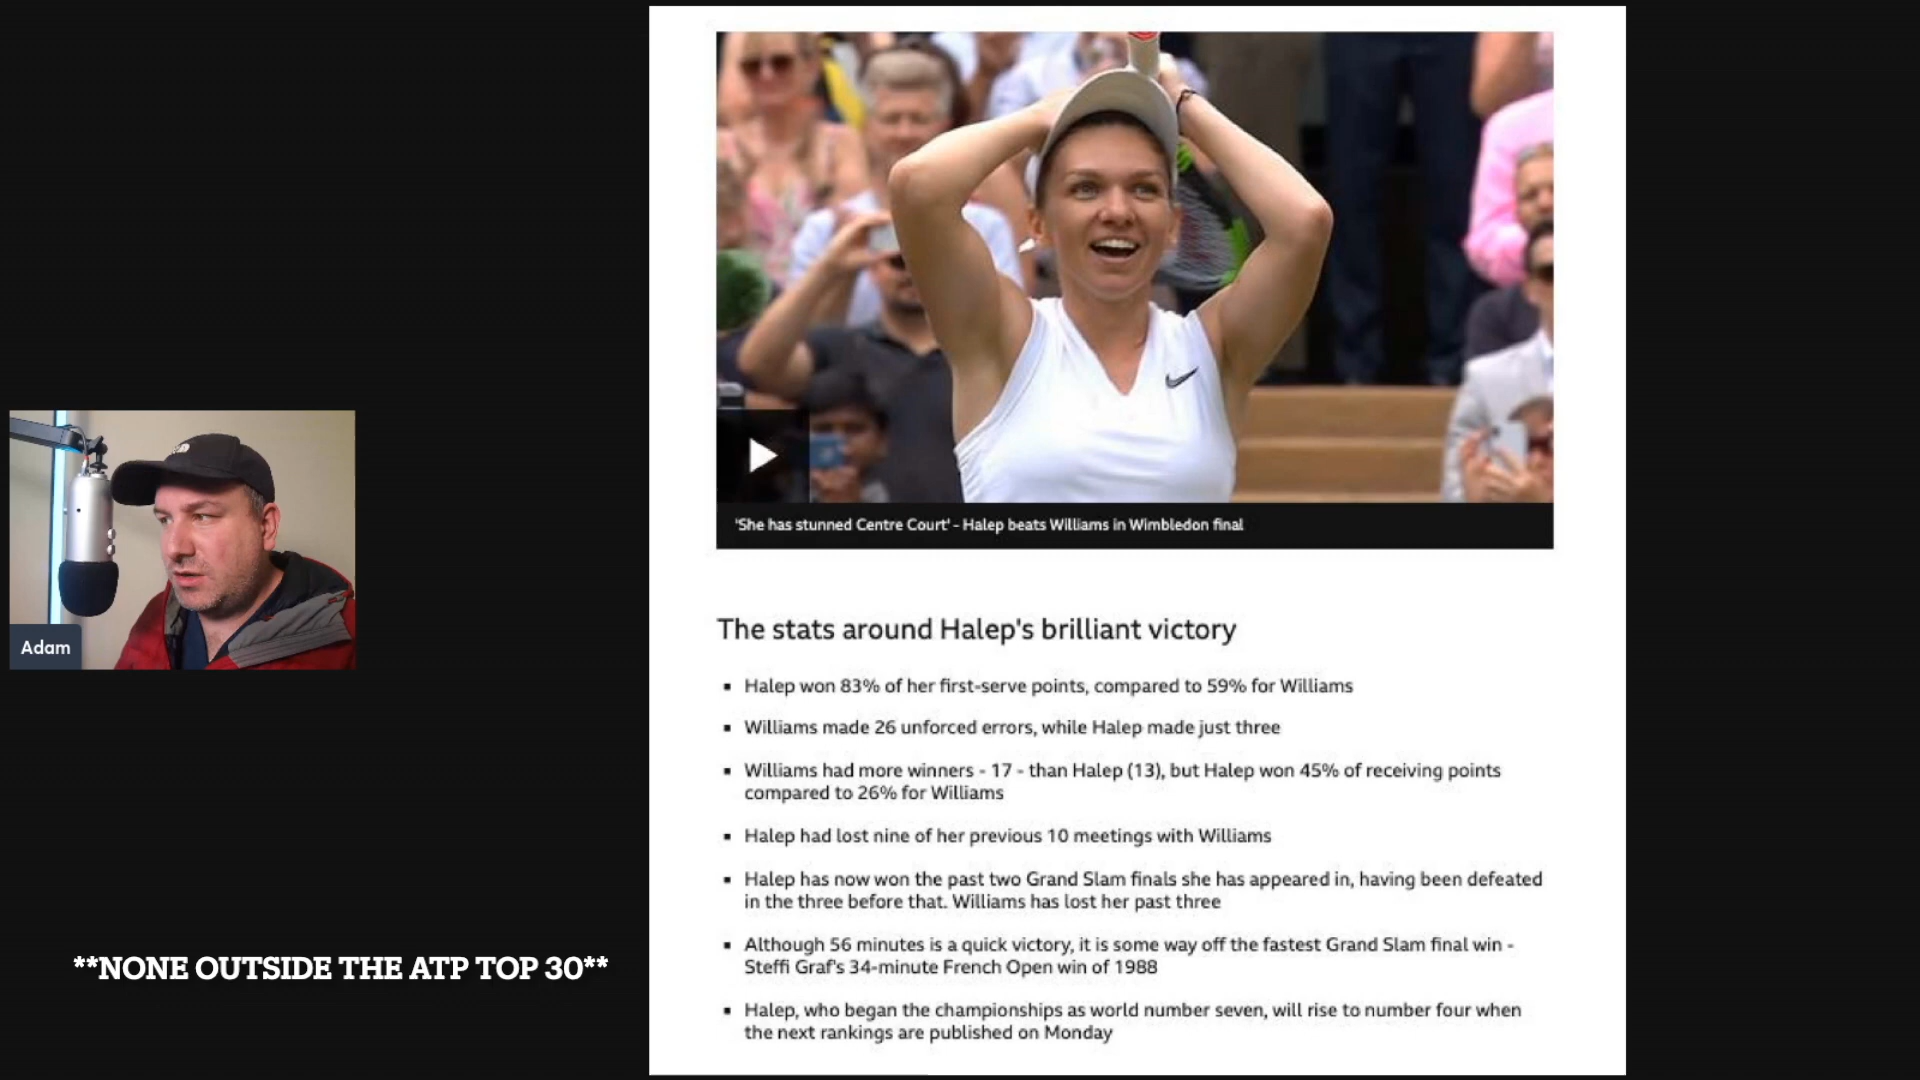 'She has stunned Centre Court' - Halep beats Williams in Wimbledon final
The stats around Halep's brilliant victory
▪ Halep won 83% of her first-serve points, compared to 59% for Williams
▪ Williams made 26 unforced errors, while Halep made just three
▪ Williams had more winners - 17 - than Halep (13), but Halep won 45% of receiving points
compared to 26% for Williams
▪ Halep had lost nine of her previous 10 meetings with Williams
▪ Halep has now won the past two Grand Slam finals she has appeared in, having been defeated
in the three before that. Williams has lost her past three
▪ Although 56 minutes is a quick victory, it is some way off the fastest Grand Slam final win -
Steffi Graf's 34-minute French Open win of 1988
▪ Halep, who began the championships as world number seven, will rise to number four when
the next rankings are published on Monday
Adam
**NONE OUTSIDE THE ATP TOP 30**